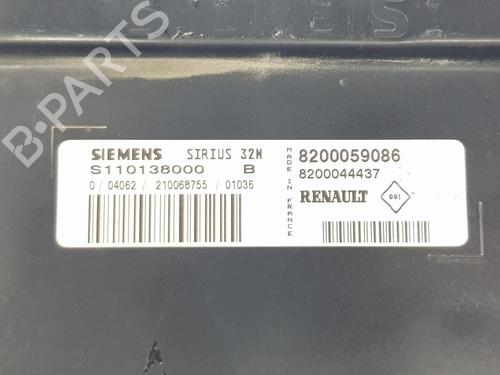 SIEMENS SIRIUS 32N
S110138000 B
0 / 04062 / 210068755 / 01036
MADE IN FRANCE
8200059086
8200044437
RENAULT 001
B-PARTS